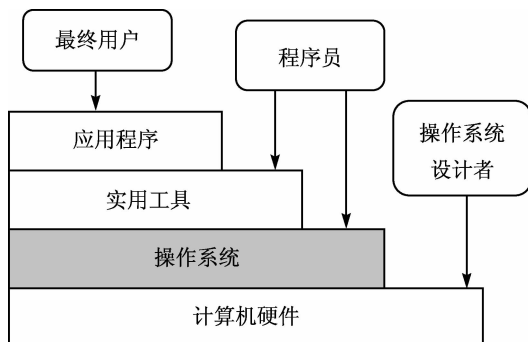 最终用户
程序员
应用程序
操作系统
设计者
实用工具
操作系统
计算机硬件